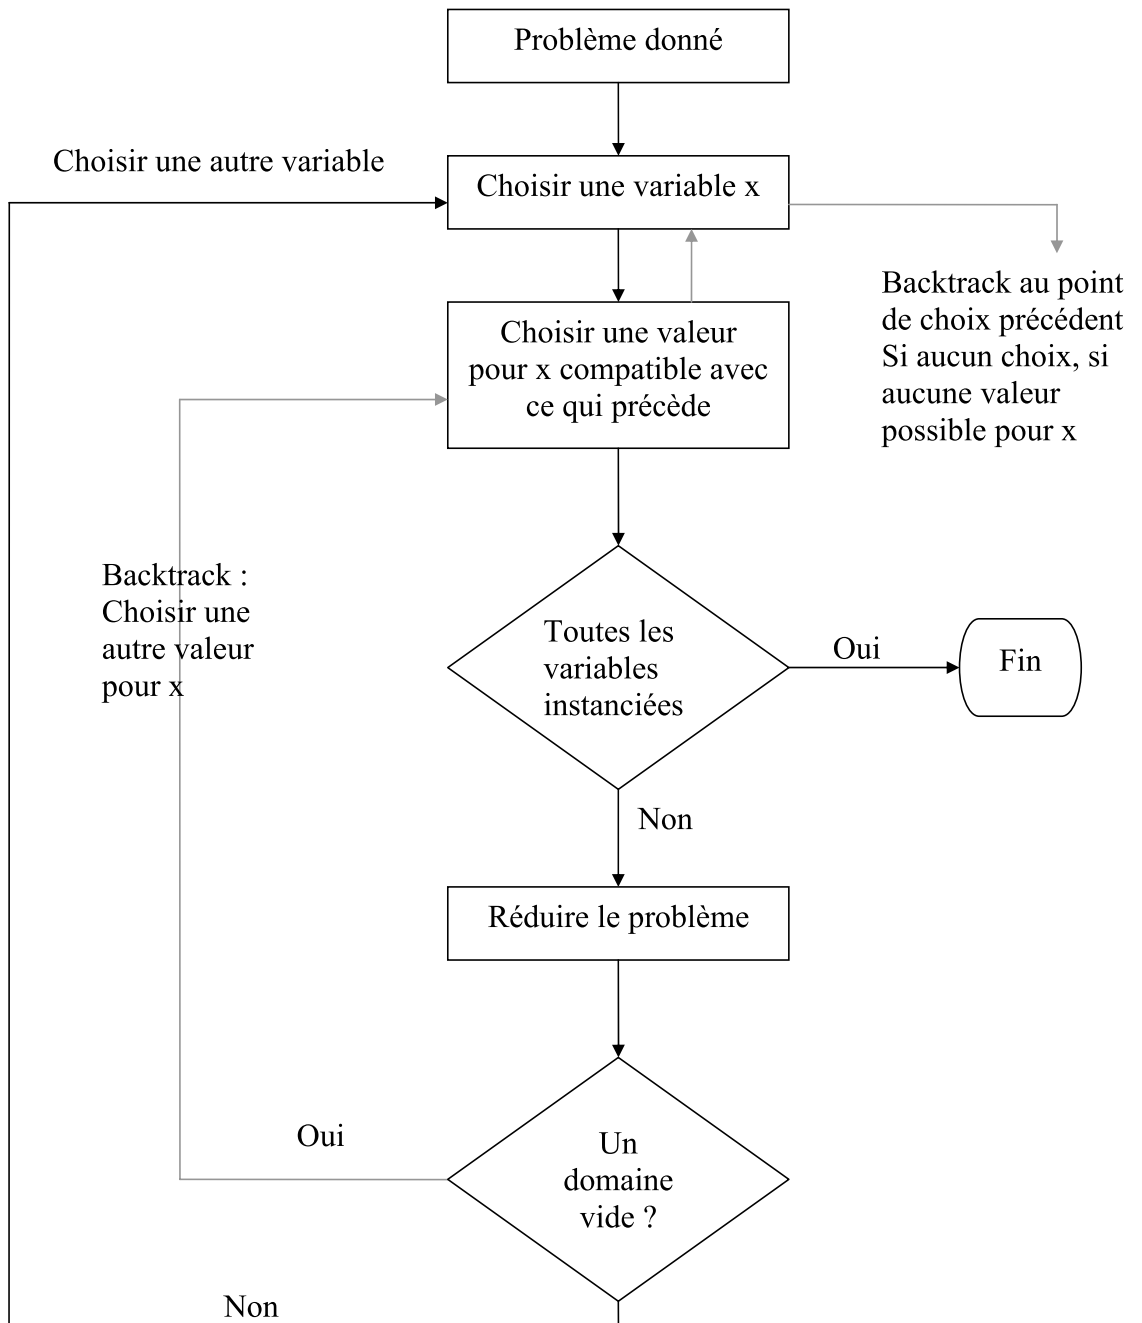 Problème donné
Choisir une autre variable
Choisir une variable x
Backtrack au point
de choix précédent
Si aucun choix, si
aucune valeur
possible pour x
Choisir une valeur
pour x compatible avec
ce qui précède
Backtrack :
Choisir une
autre valeur
pour x
Toutes les
variables
instanciées
Oui
Fin
Non
Réduire le problème
Oui
Un
domaine
vide ?
Non